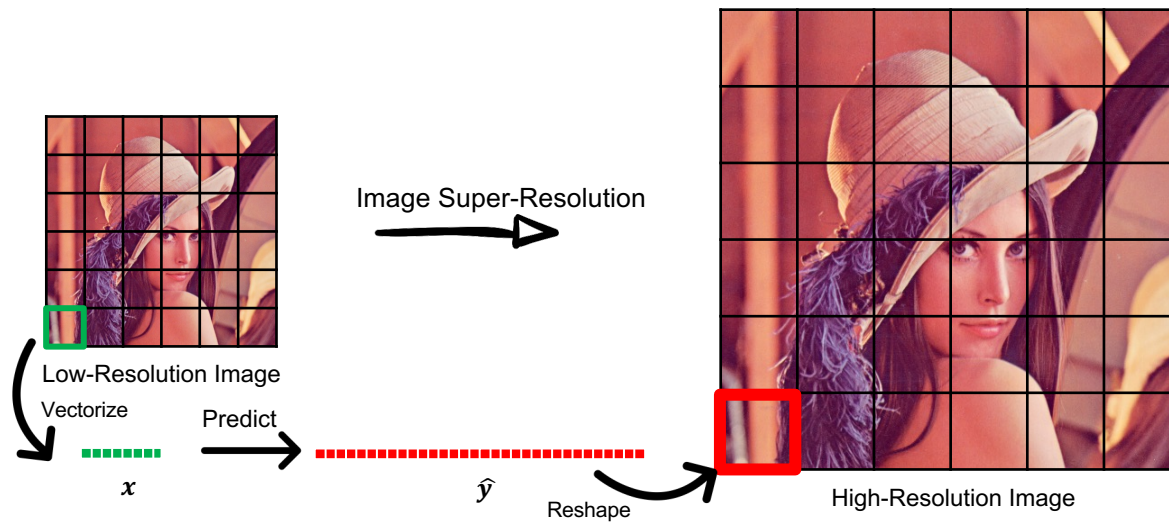 Image Super-Resolution
Low-Resolution Image
Vectorize
Predict
x
ŷ
Reshape
High-Resolution Image